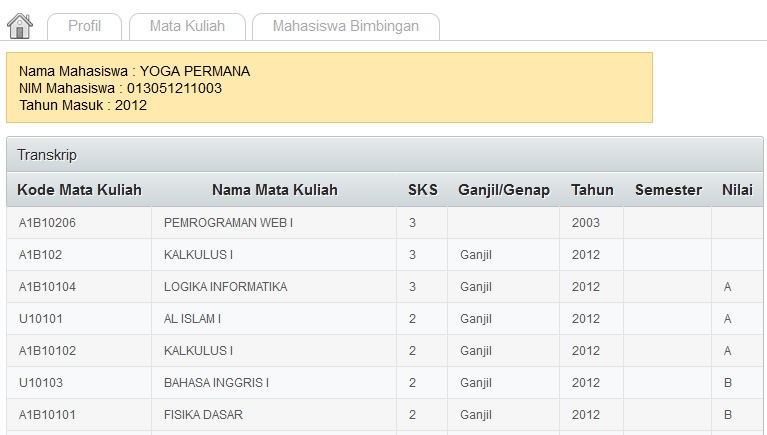 Profil Mata Kuliah Mahasiswa Bimbingan
Nama Mahasiswa : YOGA PERMANA
NIM Mahasiswa : 013051211003
Tahun Masuk : 2012
Transkrip
Kode Mata Kuliah Nama Mata Kuliah SKS Ganjil/Genap Tahun Semester Nilai
A1B10206 PEMROGRAMAN WEB I 3 2003
A1B102 KALKULUS I 3 Ganjil 2012
A1B10104 LOGIKA INFORMATIKA 3 Ganjil 2012 A
U10101 AL ISLAM I 2 Ganjil 2012 A
A1B10102 KALKULUS I 2 Ganjil 2012 A
U10103 BAHASA INGGRIS I 2 Ganjil 2012 B
A1B10101 FISIKA DASAR 2 Ganjil 2012 B